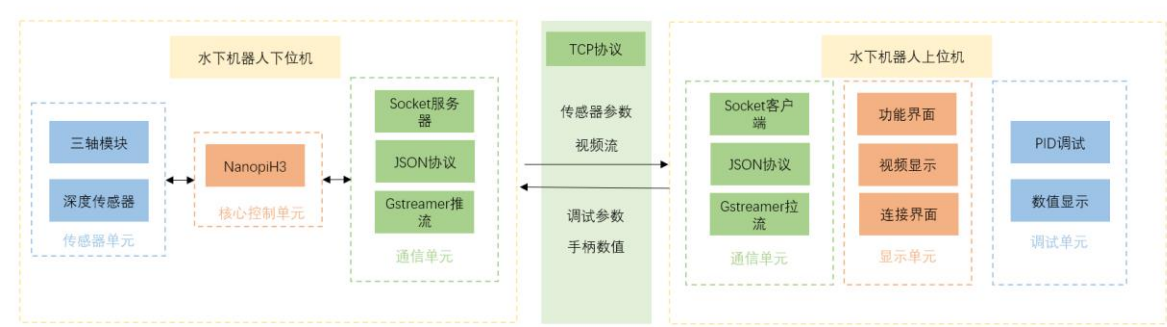 水下机器人下位机
三轴模块
深度传感器
传感器单元
NanopiH3
核心控制单元
Socket服务
器
JSON协议
Gstreamer推
流
通信单元
TCP协议
传感器参数
视频流
调试参数
手柄数值
水下机器人上位机
Socket客户
端
JSON协议
Gstreamer拉
流
通信单元
功能界面
视频显示
连接界面
显示单元
PID调试
数值显示
调试单元